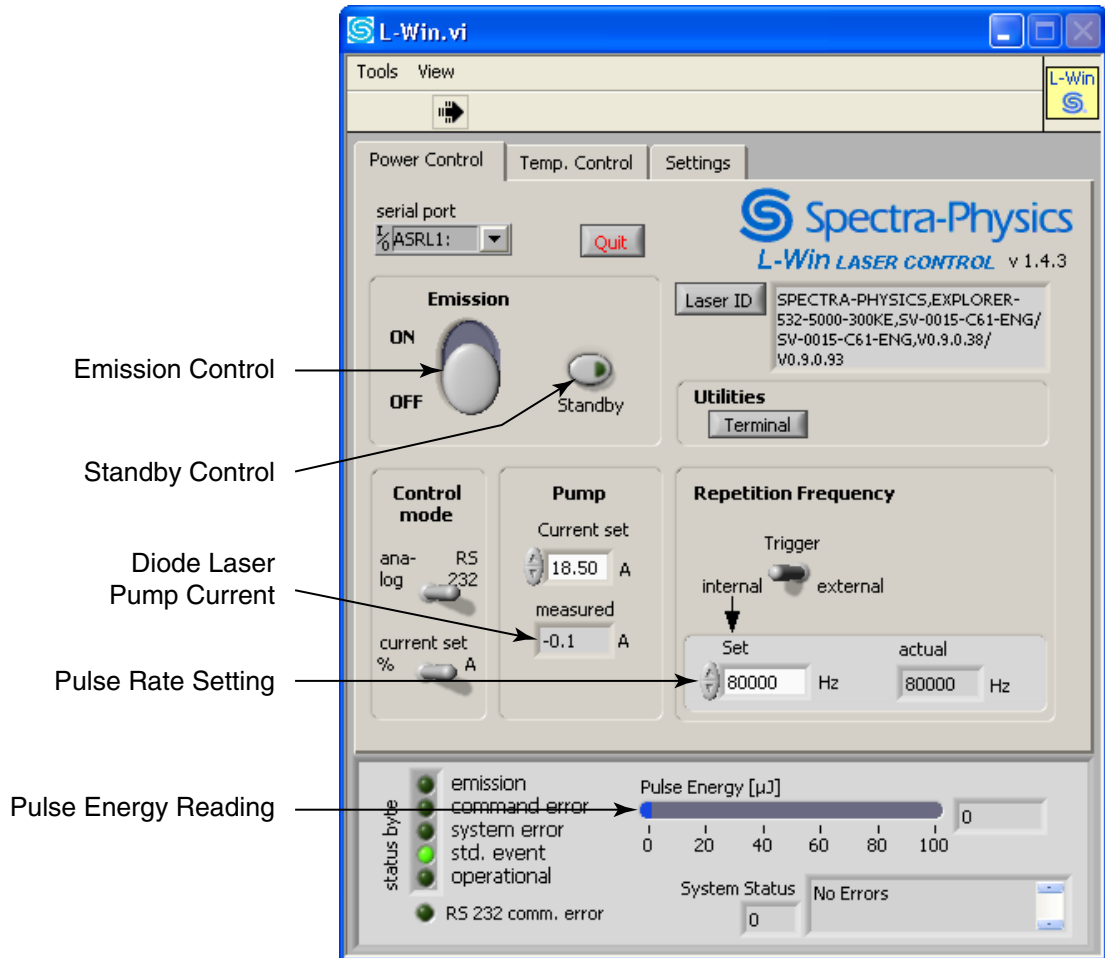 L-Win.vi
Tools View
L-Win
Power Control
Temp. Control
Settings
serial port
I/0 ASRL1:
Quit
Spectra-Physics
L-Win LASER CONTROL v 1.4.3
Emission
ON
OFF
Standby
Laser ID
SPECTRA-PHYSICS,EXPLORER-
532-5000-300KE,SV-0015-C61-ENG/
SV-0015-C61-ENG,V0.9.0.38/
V0.9.0.93
Utilities
Terminal
Emission Control
Standby Control
Diode Laser
Pump Current
Pulse Rate Setting
Pulse Energy Reading
Control
mode
ana-
log
RS
232
current set
% A
Pump
Current set
18.50 A
measured
-0.1 A
Repetition Frequency
Trigger
internal external
Set
80000 Hz
actual
80000 Hz
status byte
emission
command error
system error
std. event
operational
RS 232 comm. error
Pulse Energy [µJ]
0 20 40 60 80 100
0
System Status
0
No Errors